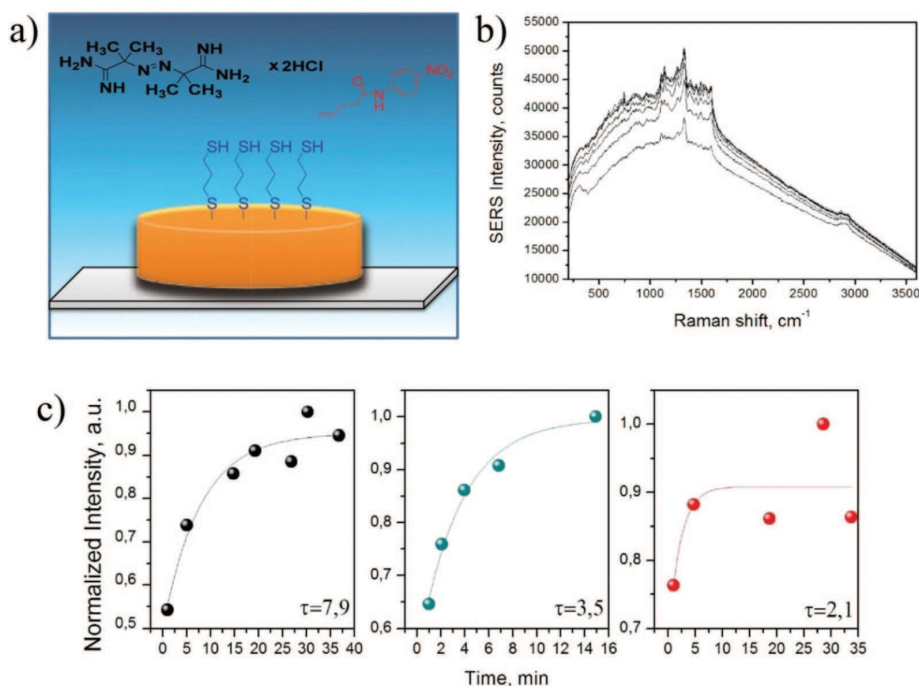 a)
H₃C CH₃ NH
H₂N N=N NH₂ x 2HCl
NH H₃C CH₃
NO₂
O
N
H
SH SH SH SH
S S S S
b)
SERS Intensity, counts
50000
45000
40000
35000
30000
25000
20000
15000
10000
55000
500 1000 1500 2000 2500 3000 3500
Raman shift, cm⁻¹
c)
Normalized Intensity, a.u.
1,0
0,9
0,8
0,7
0,6
0,5
0 5 10 15 20 25 30 35 40
τ=7,9
1,0
0,9
0,8
0,7
0,6
0 2 4 6 8 10 12 14 16
τ=3,5
1,0
0,9
0,8
0,7
0 5 10 15 20 25 30 35
τ=2,1
Time, min